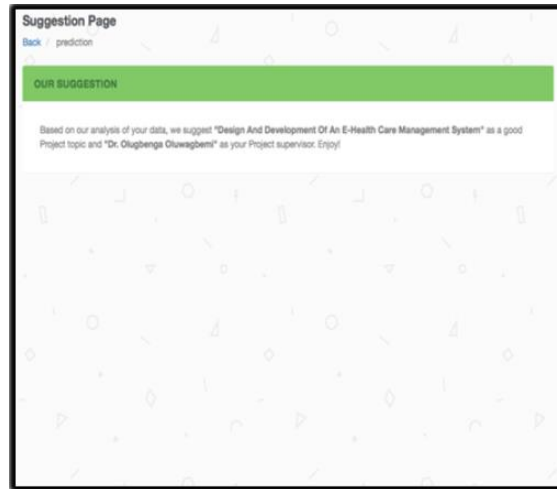 Suggestion Page
Back / prediction
OUR SUGGESTION
Based on our analysis of your data, we suggest "Design And Development Of An E-Health Care Management System" as a good
Project topic and "Dr. Olugbenga Oluwagbemi" as your Project supervisor. Enjoy!